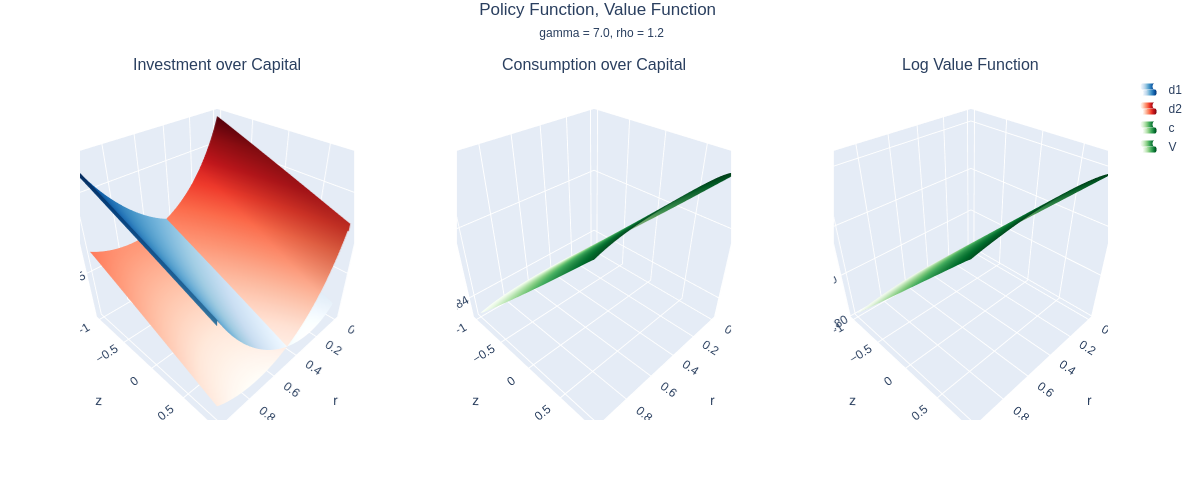 Policy Function, Value Function
gamma = 7.0, rho = 1.2
Investment over Capital
Consumption over Capital
Log Value Function
d1
d2
c
V
−1
−0.5
0
0.5
z
0
0.2
0.4
0.6
0.8
r
84
−1
−0.5
0
0.5
z
0
0.2
0.4
0.6
0.8
r
80
−0.5
0
0.5
z
0
0.2
0.4
0.6
0.8
r